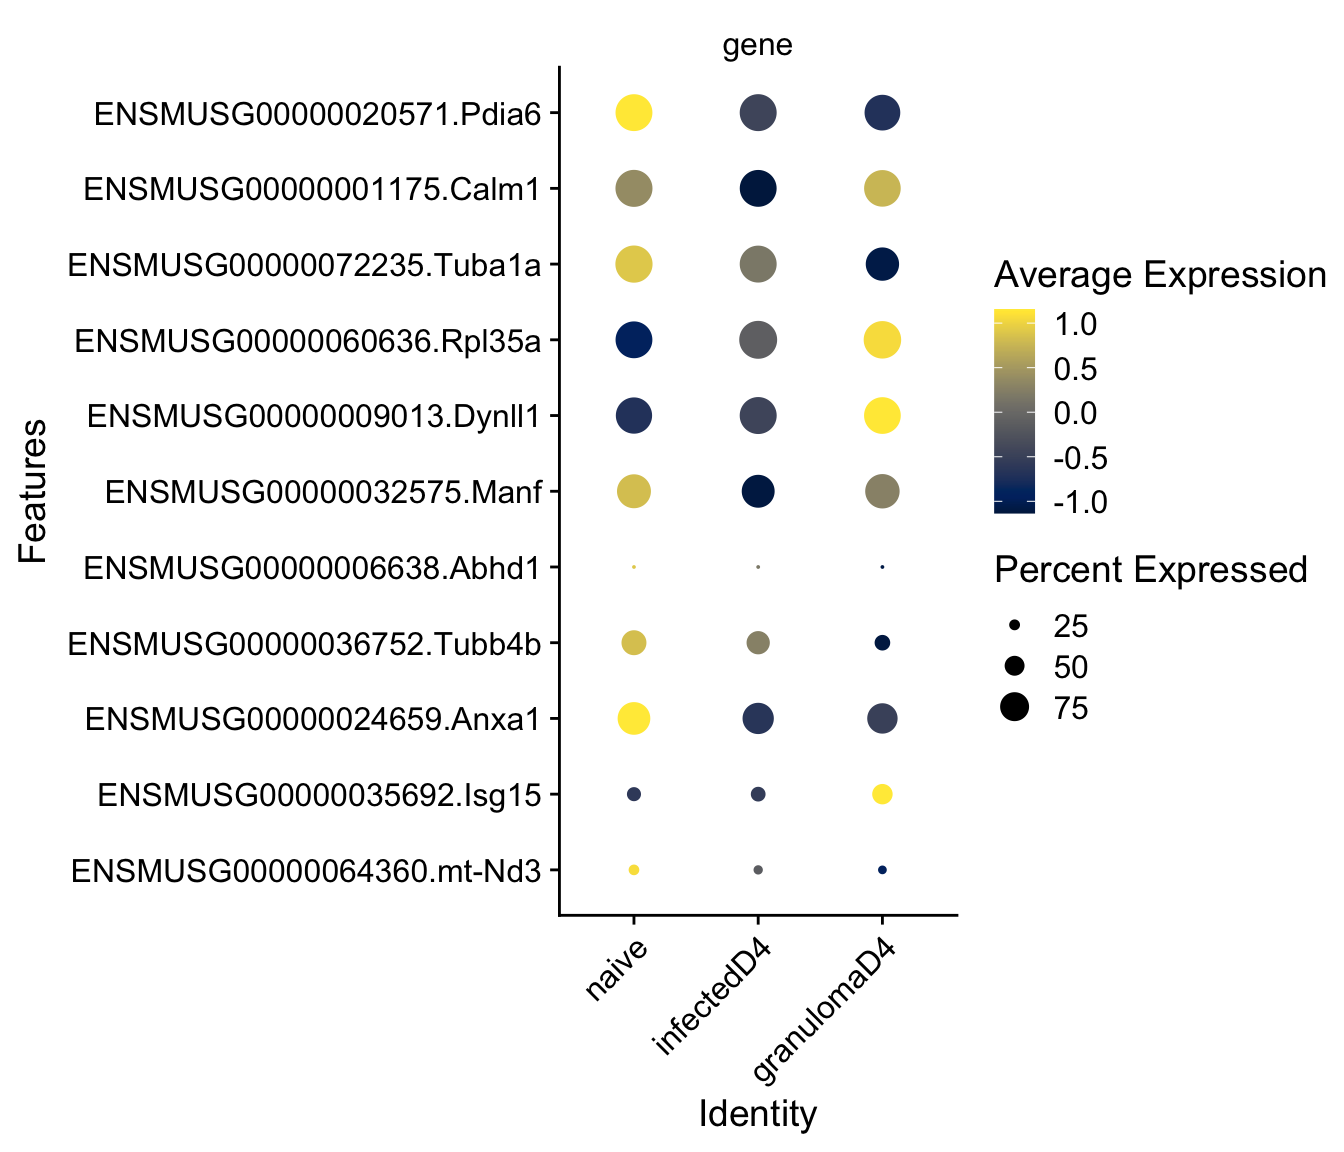 gene
ENSMUSG00000020571.Pdia6
ENSMUSG00000001175.Calm1
ENSMUSG00000072235.Tuba1a
ENSMUSG00000060636.Rpl35a
ENSMUSG00000009013.Dynll1
ENSMUSG00000032575.Manf
ENSMUSG00000006638.Abhd1
ENSMUSG00000036752.Tubb4b
ENSMUSG00000024659.Anxa1
ENSMUSG00000035692.Isg15
ENSMUSG00000064360.mt-Nd3
Features
naive
infectedD4
granulomaD4
Identity
Average Expression
1.0
0.5
0.0
-0.5
-1.0
Percent Expressed
25
50
75